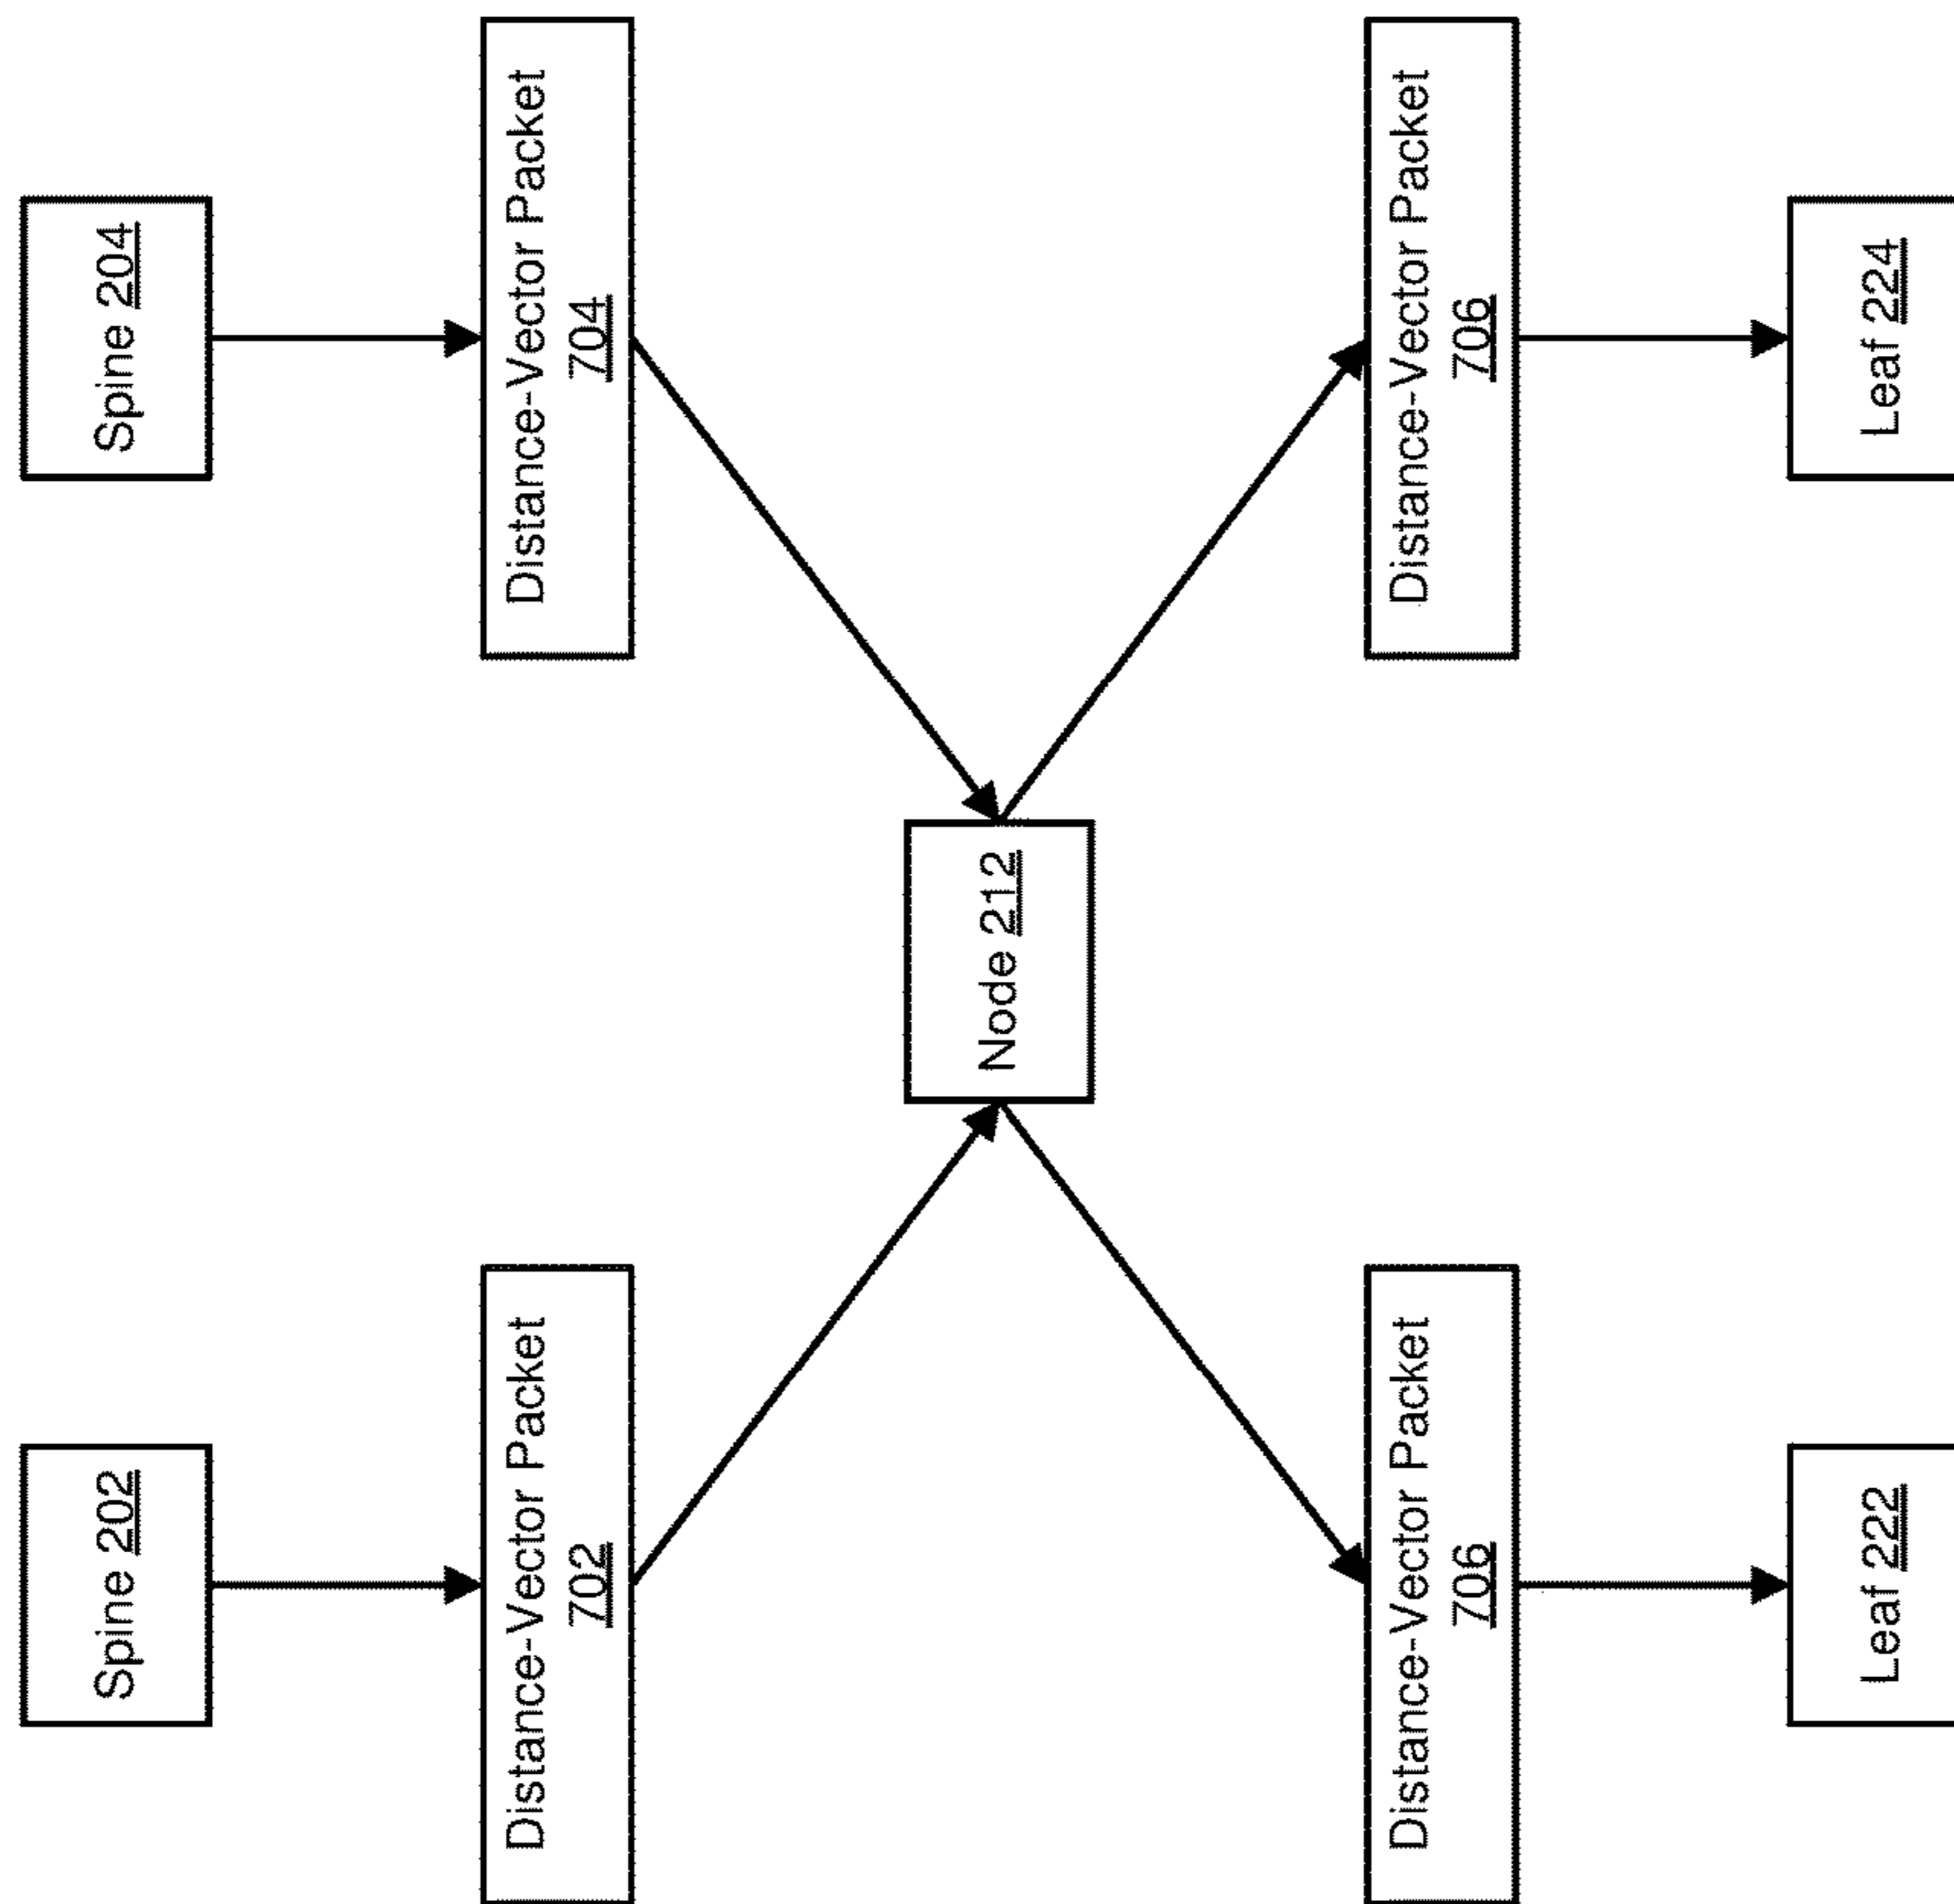 Spine 202
Spine 204
Distance-Vector Packet
702
Distance-Vector Packet
704
Node 212
Distance-Vector Packet
706
Distance-Vector Packet
706
Leaf 222
Leaf 224